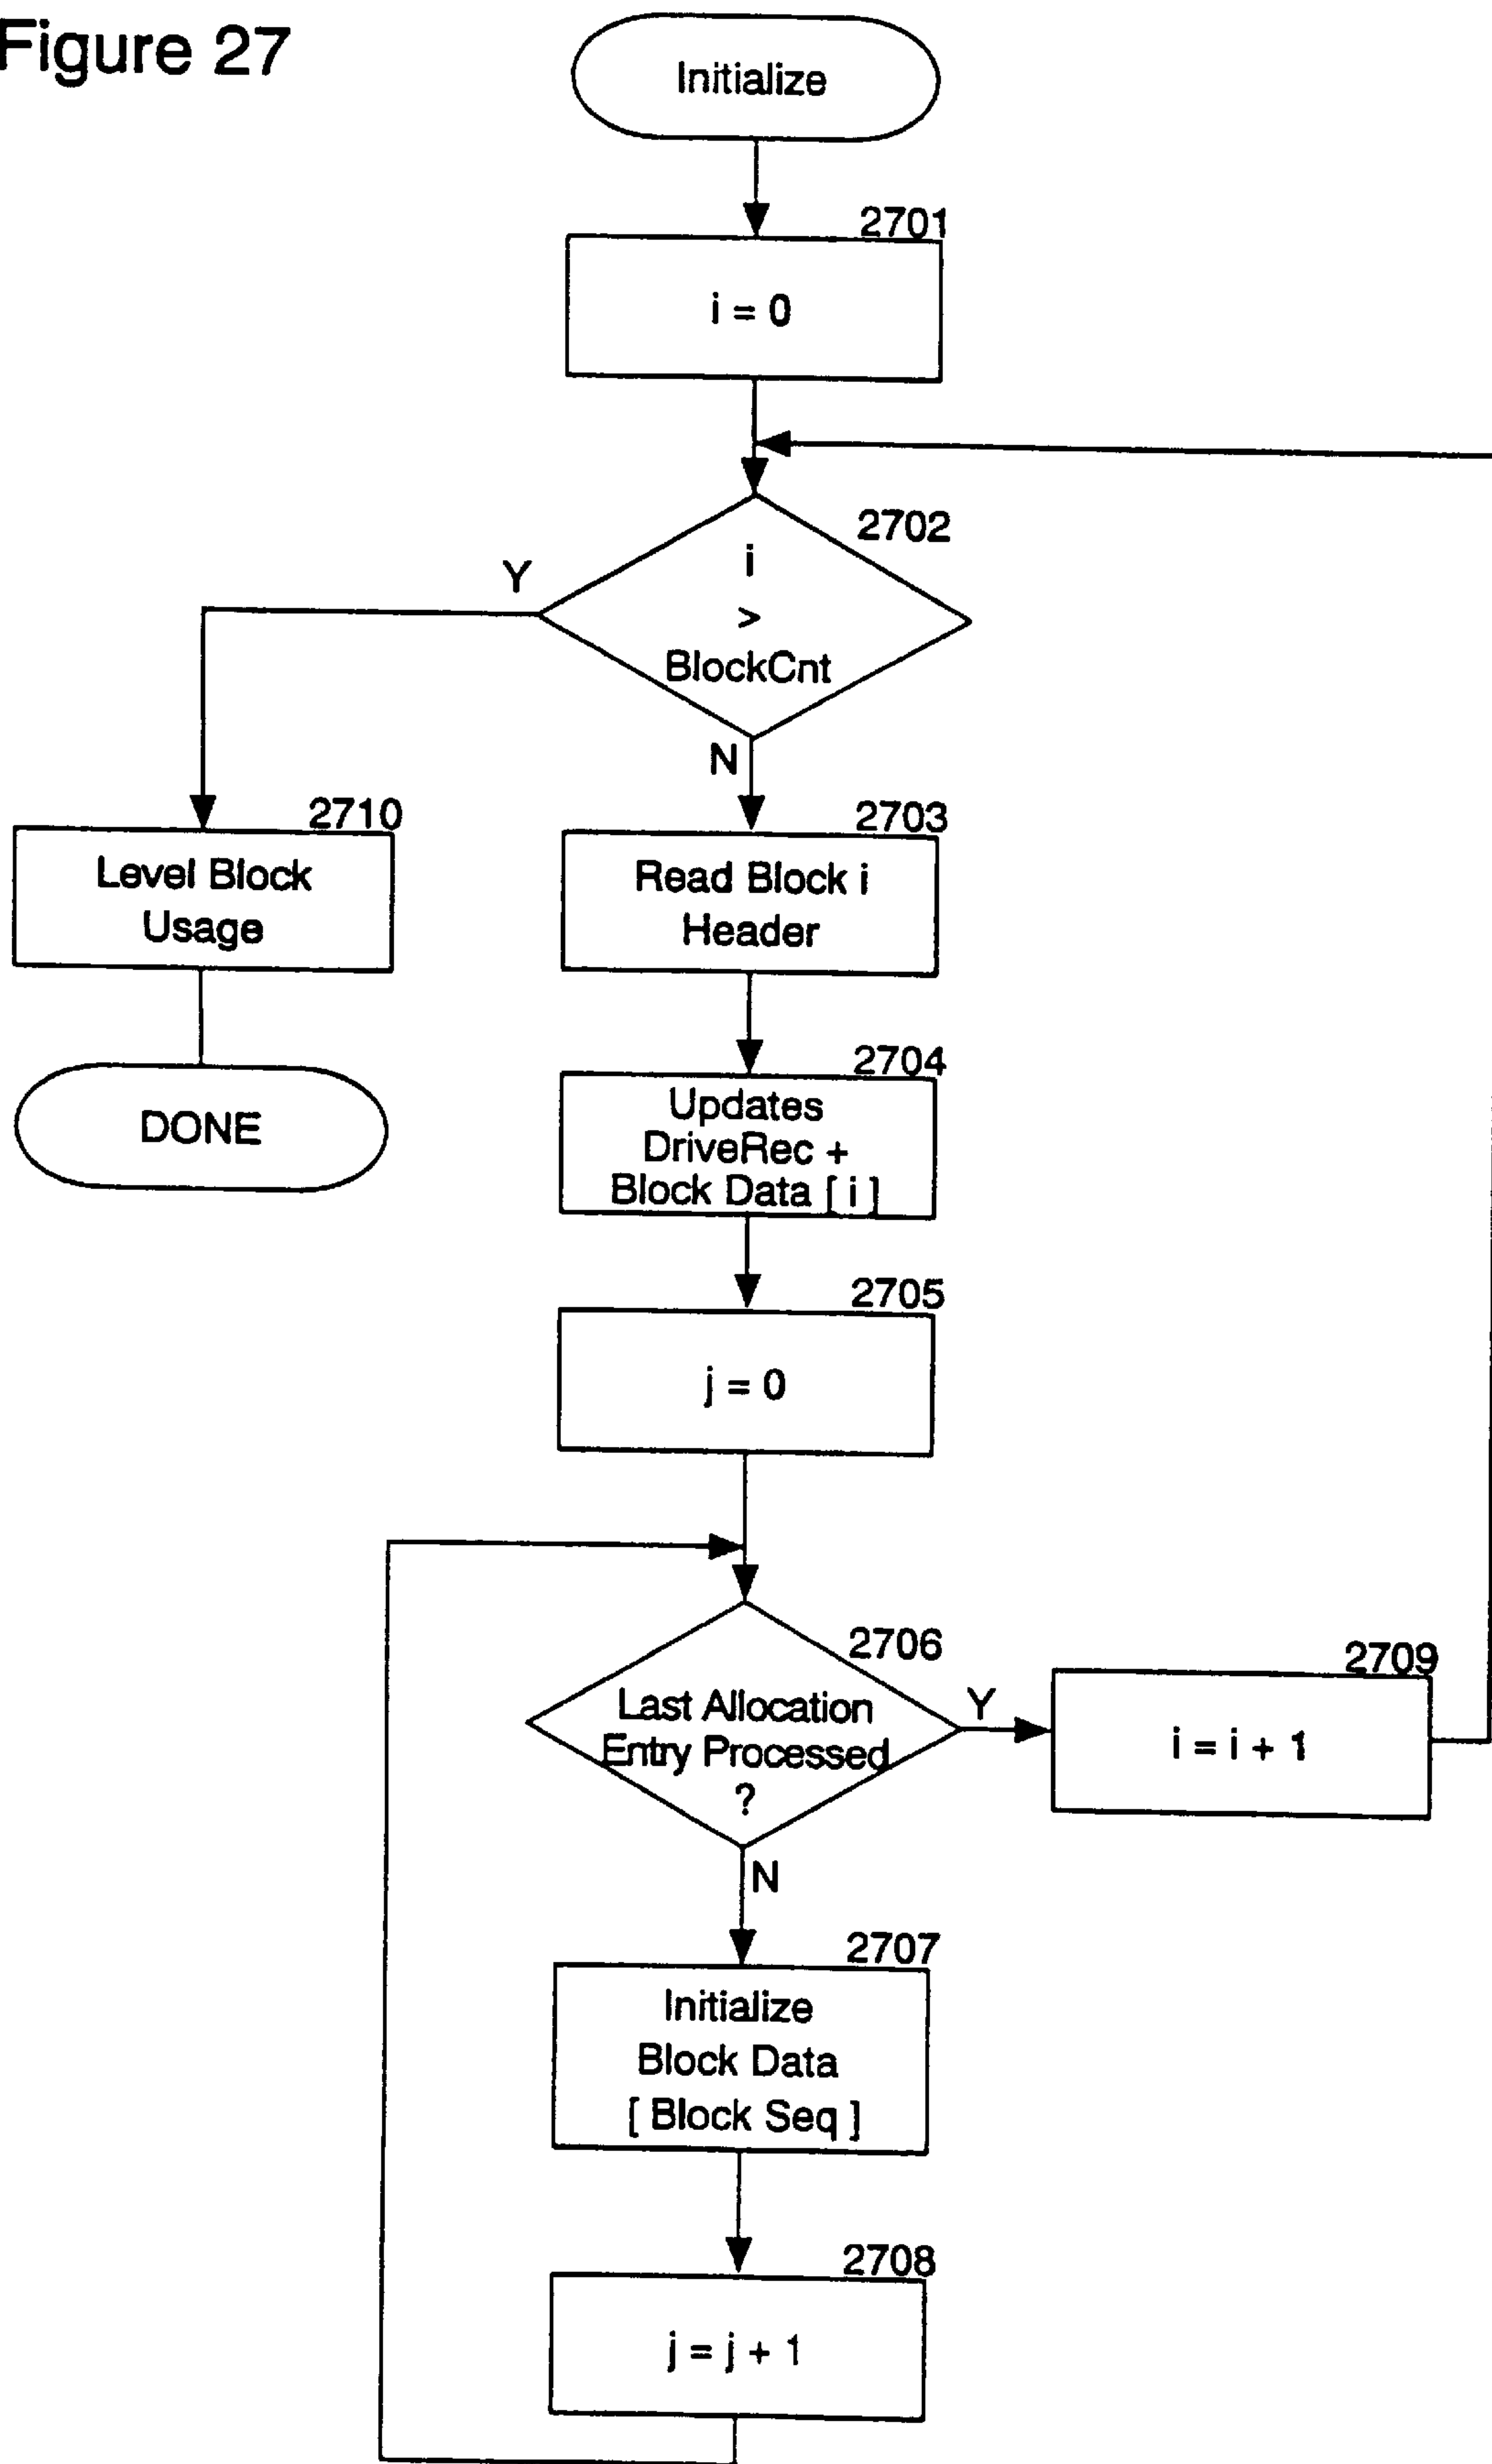 Figure 27
Initialize
2701
i = 0
2702
i
>
BlockCnt
Y
N
2710
Level Block
Usage
DONE
2703
Read Block i
Header
2704
Updates
DriveRec +
Block Data [ i ]
2705
j = 0
2706
Last Allocation
Entry Processed
?
Y
2709
i = i + 1
N
2707
Initialize
Block Data
[ Block Seq ]
2708
j = j + 1